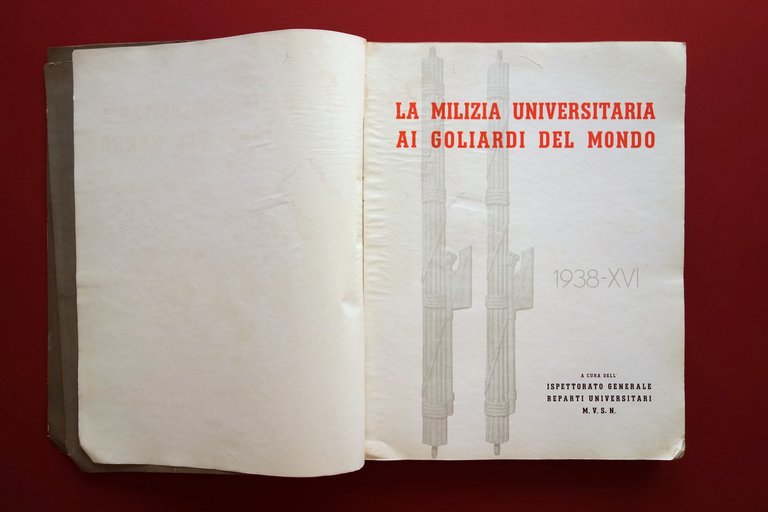 LA MILIZIA UNIVERSITARIA
AI GOLIARDI DEL MONDO
1938-XVI
A CURA DELL'
ISPETTORATO GENERALE
REPARTI UNIVERSITARI
M. V. S. N.